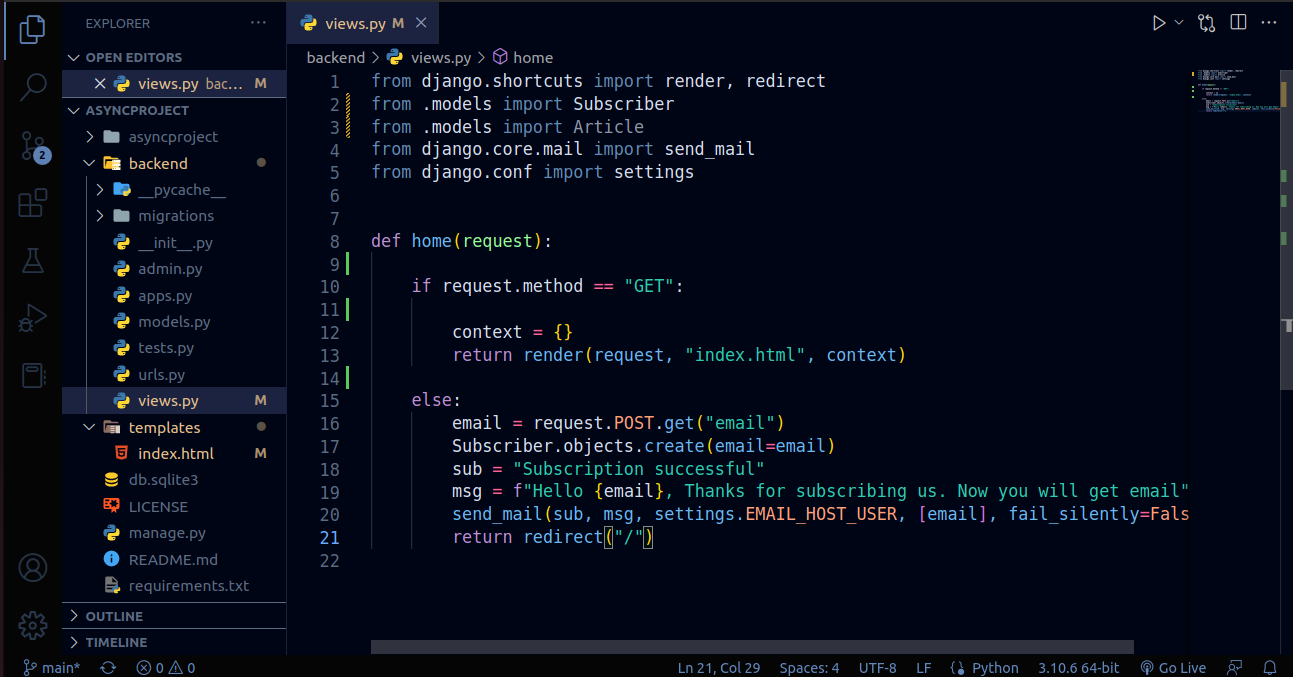 EXPLORER
OPEN EDITORS
views.py bac... M
ASYNCPROJECT
asyncproject
backend
__pycache__
migrations
__init__.py
admin.py
apps.py
models.py
tests.py
urls.py
views.py M
templates
index.html M
db.sqlite3
LICENSE
manage.py
README.md
requirements.txt
OUTLINE
TIMELINE
2
views.py M
backend > views.py > home
1 from django.shortcuts import render, redirect
2 from .models import Subscriber
3 from .models import Article
4 from django.core.mail import send_mail
5 from django.conf import settings
6
7
8 def home(request):
9
10 if request.method == "GET":
11
12 context = {}
13 return render(request, "index.html", context)
14
15 else:
16 email = request.POST.get("email")
17 Subscriber.objects.create(email=email)
18 sub = "Subscription successful"
19 msg = f"Hello {email}, Thanks for subscribing us. Now you will get email"
20 send_mail(sub, msg, settings.EMAIL_HOST_USER, [email], fail_silently=Fals
21 return redirect("/")
22
main* 0 0 Ln 21, Col 29 Spaces: 4 UTF-8 LF Python 3.10.6 64-bit Go Live